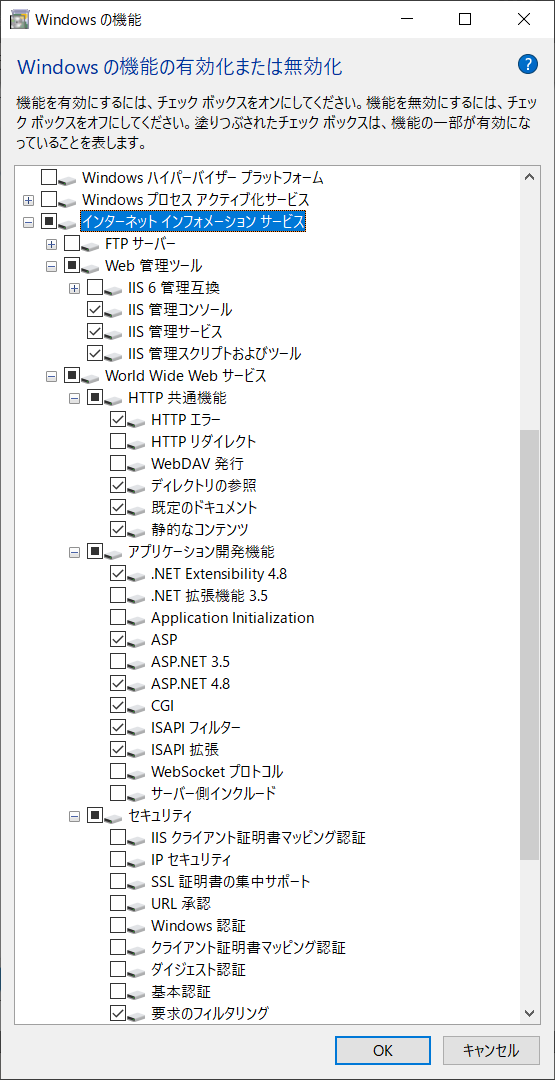 Windows の機能
Windows の機能の有効化または無効化
?
機能を有効にするには、チェック ボックスをオンにしてください。機能を無効にするには、チェッ
ク ボックスをオフにしてください。塗りつぶされたチェック ボックスは、機能の一部が有効になっ
ていることを表します。
Windows ハイパーバイザー プラットフォーム
Windows プロセス アクティブ化サービス
インターネット インフォメーション サービス
FTP サーバー
Web 管理ツール
IIS 6 管理互換
IIS 管理コンソール
IIS 管理サービス
IIS 管理スクリプトおよびツール
World Wide Web サービス
HTTP 共通機能
HTTP エラー
HTTP リダイレクト
WebDAV 発行
ディレクトリの参照
既定のドキュメント
静的なコンテンツ
アプリケーション開発機能
.NET Extensibility 4.8
.NET 拡張機能 3.5
Application Initialization
ASP
ASP.NET 3.5
ASP.NET 4.8
CGI
ISAPI フィルター
ISAPI 拡張
WebSocket プロトコル
サーバー側インクルード
セキュリティ
IIS クライアント証明書マッピング認証
IP セキュリティ
SSL 証明書の集中サポート
URL 承認
Windows 認証
クライアント証明書マッピング認証
ダイジェスト認証
基本認証
要求のフィルタリング
OK
キャンセル